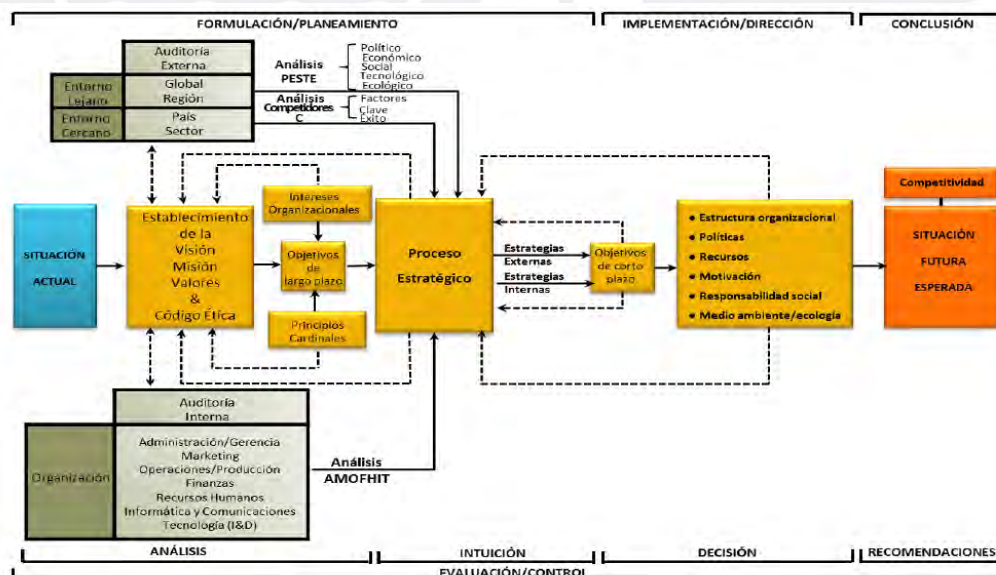 FORMULACIÓN/PLANEAMIENTO
IMPLEMENTACIÓN/DIRECCIÓN
CONCLUSIÓN
Auditoría
Externa
Entorno
Lejano
Global
Región
Entorno
Cercano
País
Sector
Análisis
PESTE
Político
Económico
Social
Tecnológico
Ecológico
Análisis
Competidores
C
Factores
Clave
Éxito
SITUACIÓN
ACTUAL
Establecimiento
de la
Visión
Misión
Valores
&
Código Ética
Intereses
Organizacionales
Objetivos de
largo plazo
Principios
Cardinales
Proceso
Estratégico
Estrategias
Externas
Estrategias
Internas
Objetivos
de corto
plazo
• Estructura organizacional
• Políticas
• Recursos
• Motivación
• Responsabilidad social
• Medio ambiente/ecología
Competitividad
SITUACIÓN
FUTURA
ESPERADA
Auditoría
Interna
Organización
Administración/Gerencia
Marketing
Operaciones/Producción
Finanzas
Recursos Humanos
Informática y Comunicaciones
Tecnología (I&D)
Análisis
AMOFHIT
ANÁLISIS
INTUICIÓN
DECISIÓN
RECOMENDACIONES
EVALUACIÓN/CONTROL